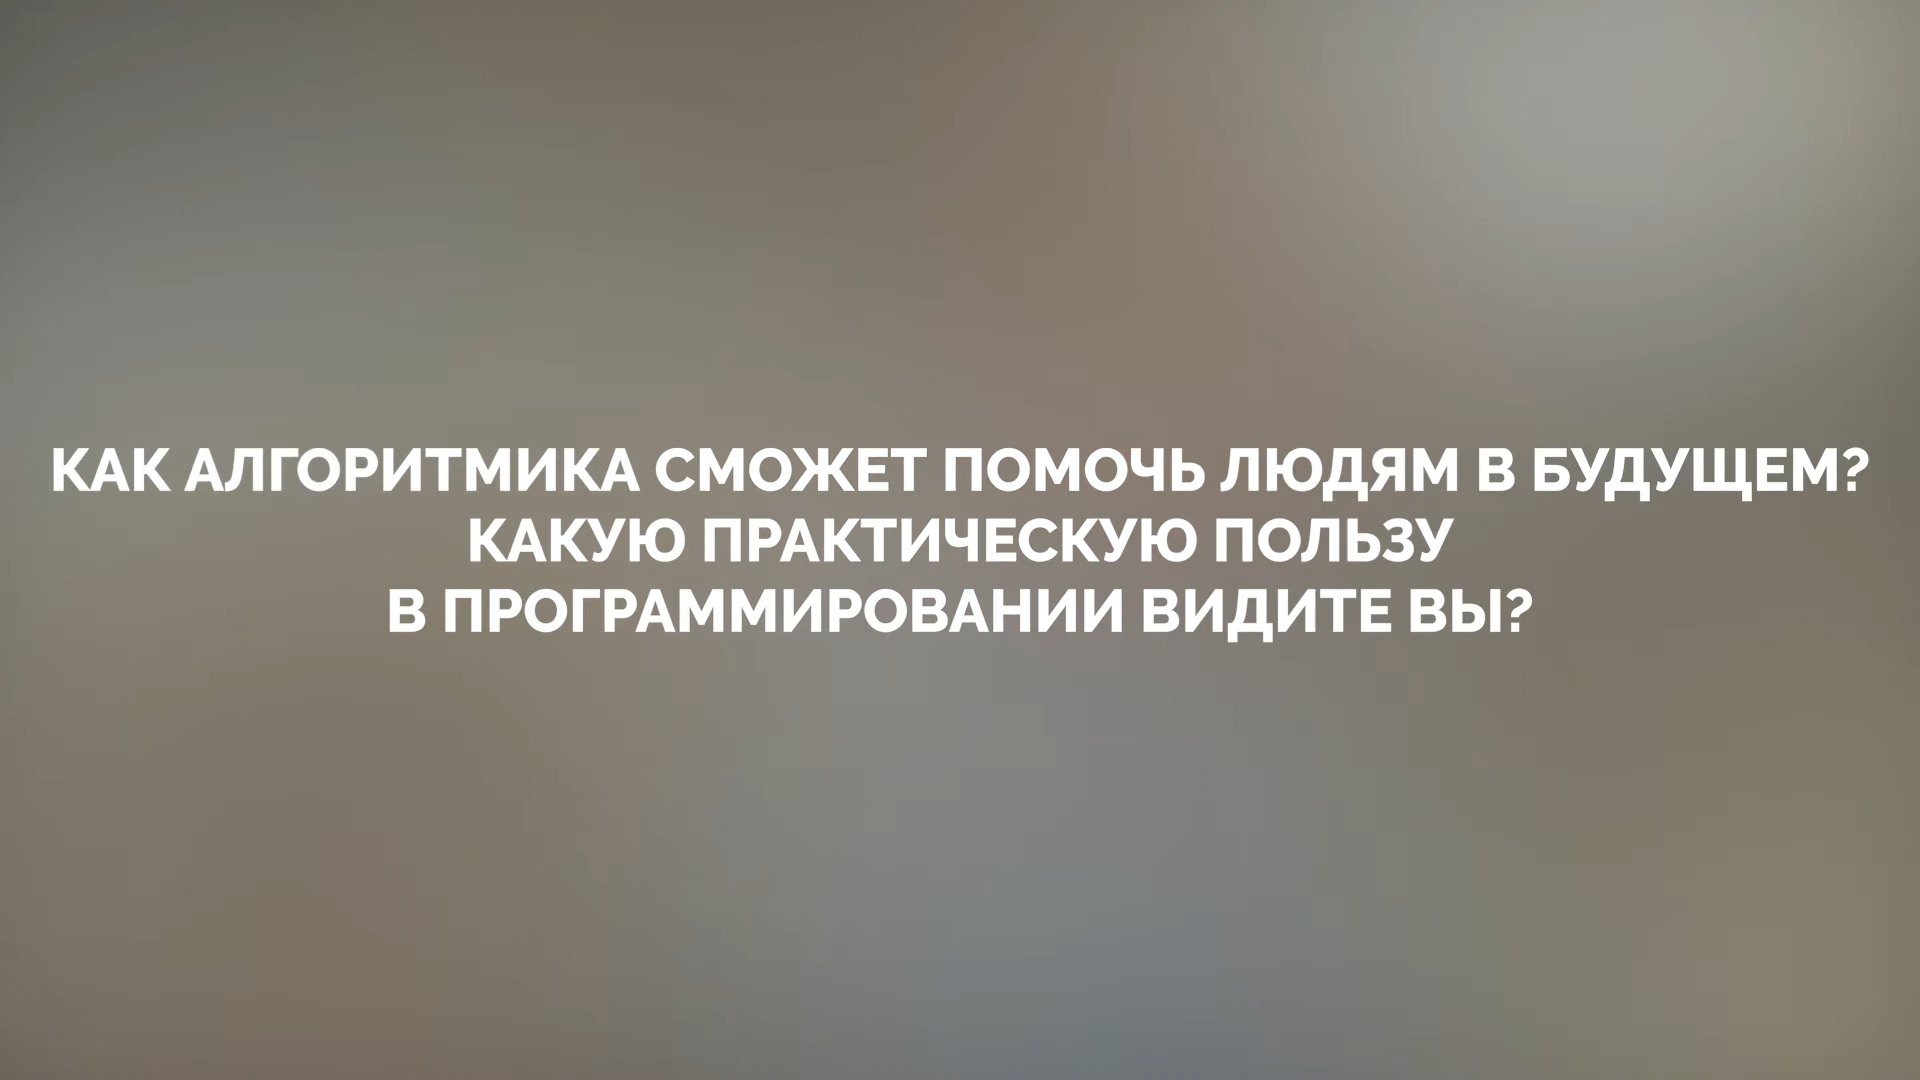 КАК АЛГОРИТМИКА СМОЖЕТ ПОМОЧЬ ЛЮДЯМ В БУДУЩЕМ?
КАКУЮ ПРАКТИЧЕСКУЮ ПОЛЬЗУ
В ПРОГРАММИРОВАНИИ ВИДИТЕ ВЫ?